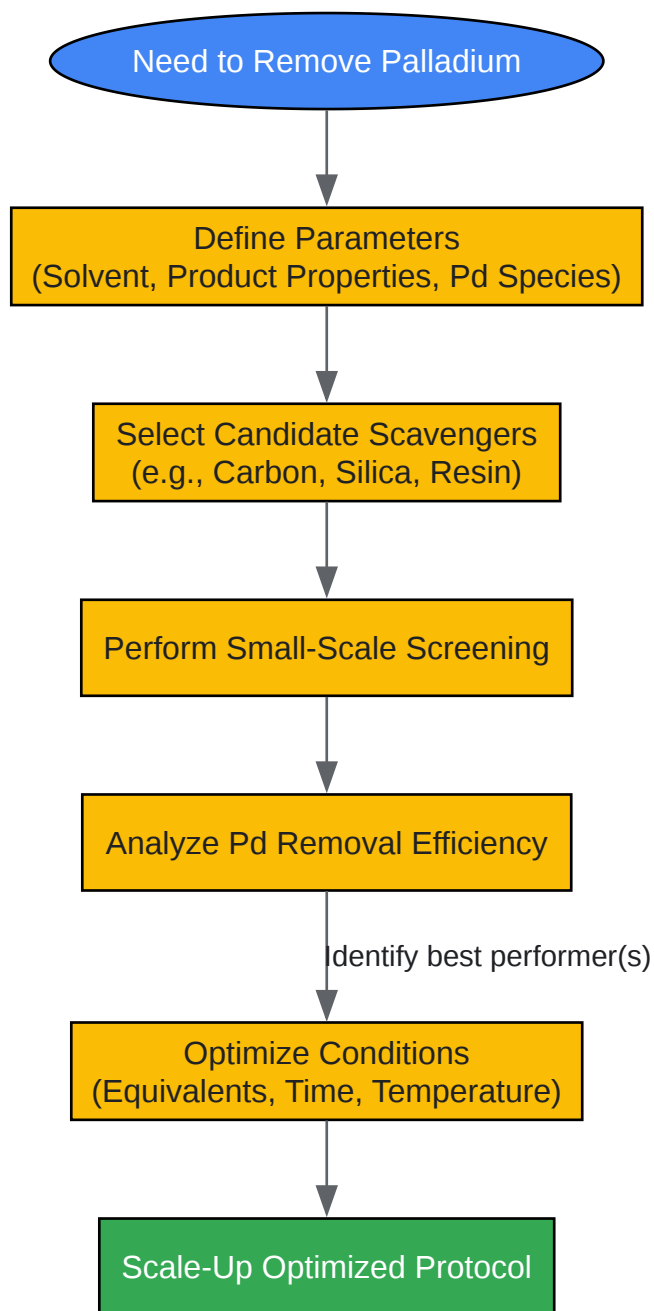 Need to Remove Palladium
Define Parameters
(Solvent, Product Properties, Pd Species)
Select Candidate Scavengers
(e.g., Carbon, Silica, Resin)
Perform Small-Scale Screening
Analyze Pd Removal Efficiency
Identify best performer(s)
Optimize Conditions
(Equivalents, Time, Temperature)
Scale-Up Optimized Protocol